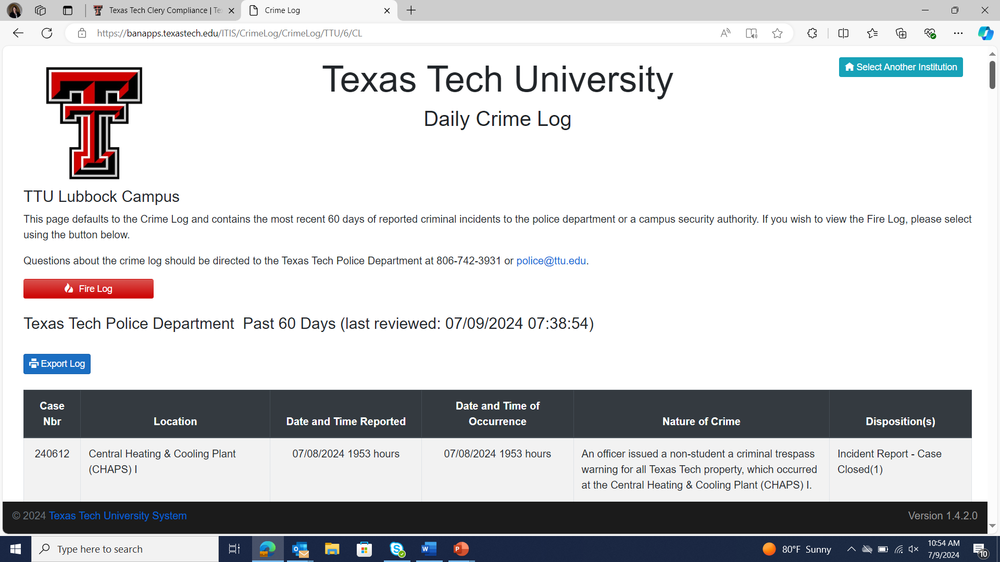 Texas Tech Clery Compliance | Te
Crime Log
https://banapps.texastech.edu/ITIS/CrimeLog/CrimeLog/TTU/6/CL
Select Another Institution
Texas Tech University
Daily Crime Log
TTU Lubbock Campus
This page defaults to the Crime Log and contains the most recent 60 days of reported criminal incidents to the police department or a campus security authority. If you wish to view the Fire Log, please select
using the button below.
Questions about the crime log should be directed to the Texas Tech Police Department at 806-742-3931 or police@ttu.edu.
Fire Log
Texas Tech Police Department  Past 60 Days (last reviewed: 07/09/2024 07:38:54)
Export Log
Case
Nbr
Location
Date and Time Reported
Date and Time of
Occurrence
Nature of Crime
Disposition(s)
240612
Central Heating & Cooling Plant
(CHAPS) I
07/08/2024 1953 hours
07/08/2024 1953 hours
An officer issued a non-student a criminal trespass
warning for all Texas Tech property, which occurred
at the Central Heating & Cooling Plant (CHAPS) I.
Incident Report - Case
Closed(1)
© 2024 Texas Tech University System
Version 1.4.2.0
Type here to search
80°F Sunny
10:54 AM
7/9/2024
10